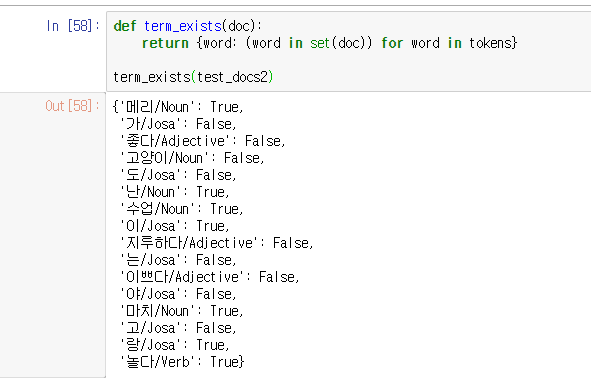 In [58]: def term_exists(doc):
    return {word: (word in set(doc)) for word in tokens}
term_exists(test_docs2)
Out[58]: {'메리/Noun': True,
'가/Josa': False,
'좋다/Adjective': False,
'고양이/Noun': False,
'도/Josa': False,
'난/Noun': True,
'수업/Noun': True,
'이/Josa': True,
'지루하다/Adjective': False,
'는/Josa': False,
'이쁘다/Adjective': False,
'야/Josa': False,
'마치/Noun': True,
'고/Josa': False,
'랑/Josa': True,
'놀다/Verb': True}